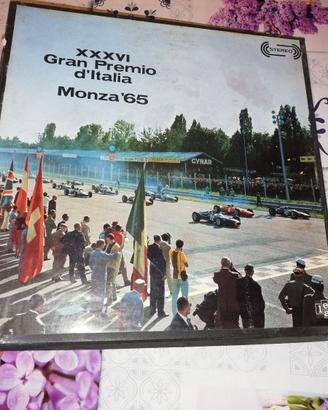 XXXVI
Gran Premio
d'Italia
Monza'65
STEREO
CYNAR